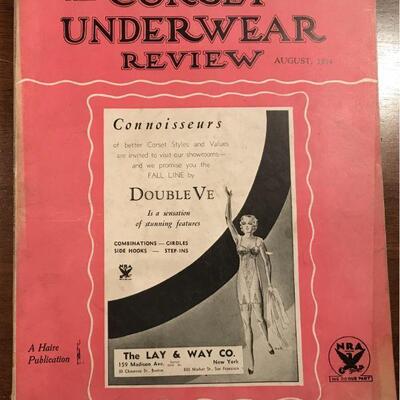 CORSET
UNDERWEAR
REVIEW
AUGUST, 1934
Connoisseurs
of better Corset Styles and Values
are invited to visit our showrooms—
and we promise you the
FALL LINE by
DOUBLE VE
Is a sensation
of stunning features
COMBINATIONS — GIRDLES
SIDE HOOKS — STEP-INS
NRA
The LAY & WAY CO.
159 Madison Ave.
New York
A Haire
Publication
NRA
WE DO OUR PART